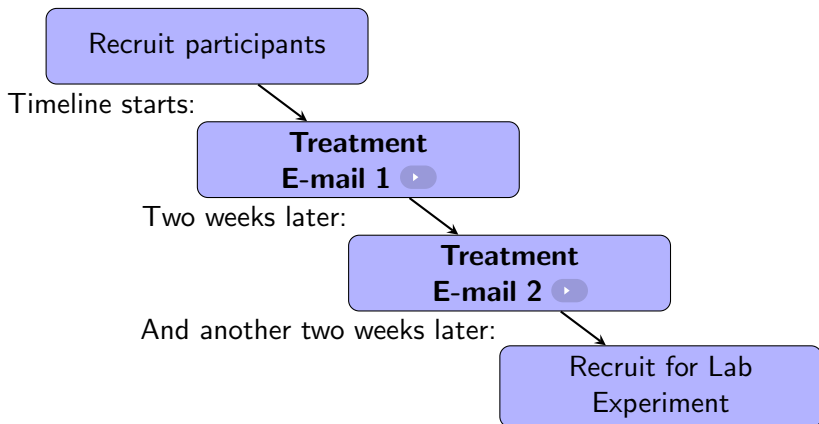 Recruit participants
Timeline starts:
Treatment
E-mail 1
Two weeks later:
Treatment
E-mail 2
And another two weeks later:
Recruit for Lab
Experiment